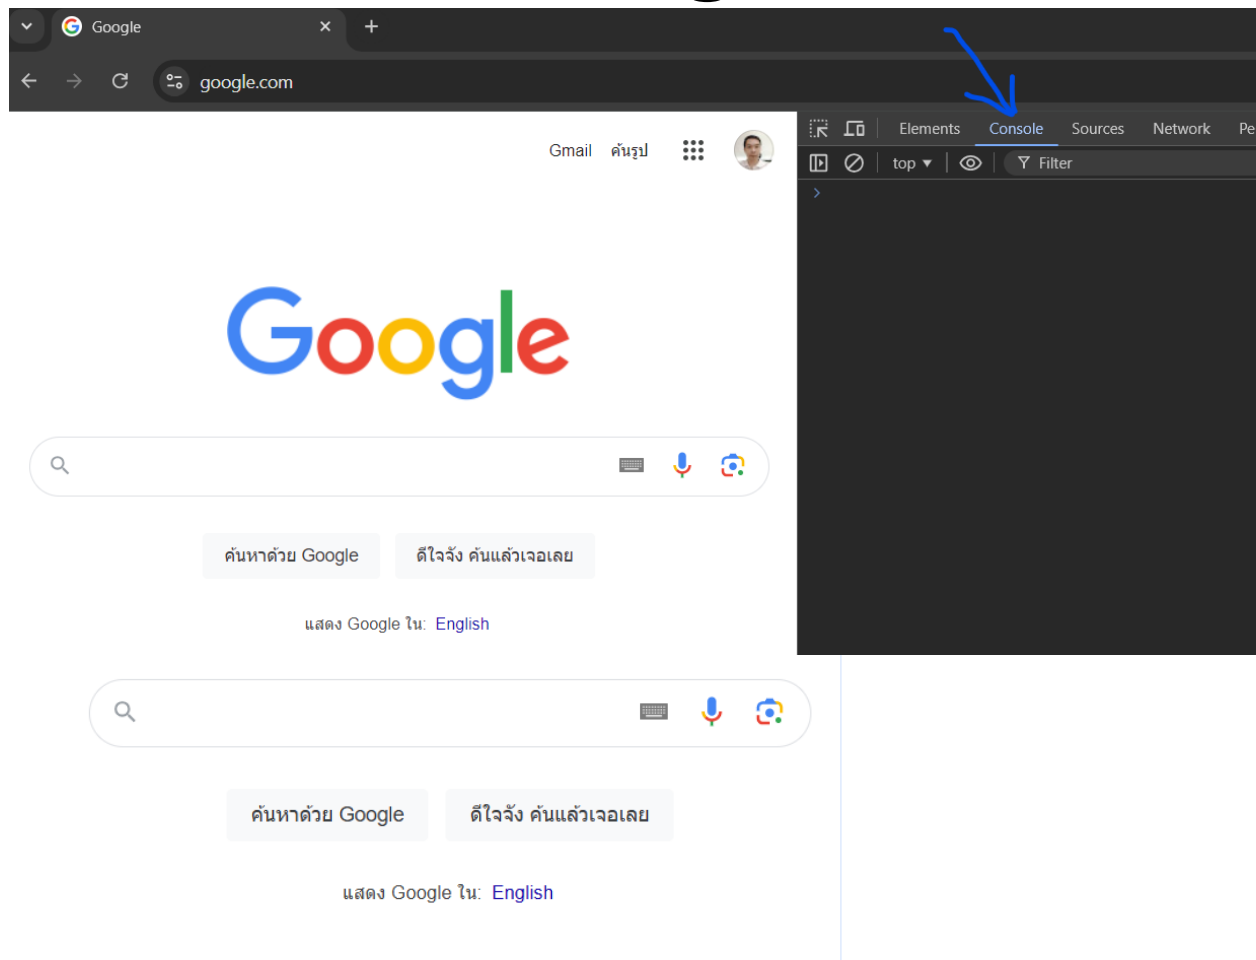 Google
google.com
Elements Console Sources Network Pe
top Filter
Gmail ค้นรูป
Google
ค้นหาด้วย Google ดีใจจัง ค้นแล้วเจอเลย
แสดง Google ใน: English
ค้นหาด้วย Google ดีใจจัง ค้นแล้วเจอเลย
แสดง Google ใน: English